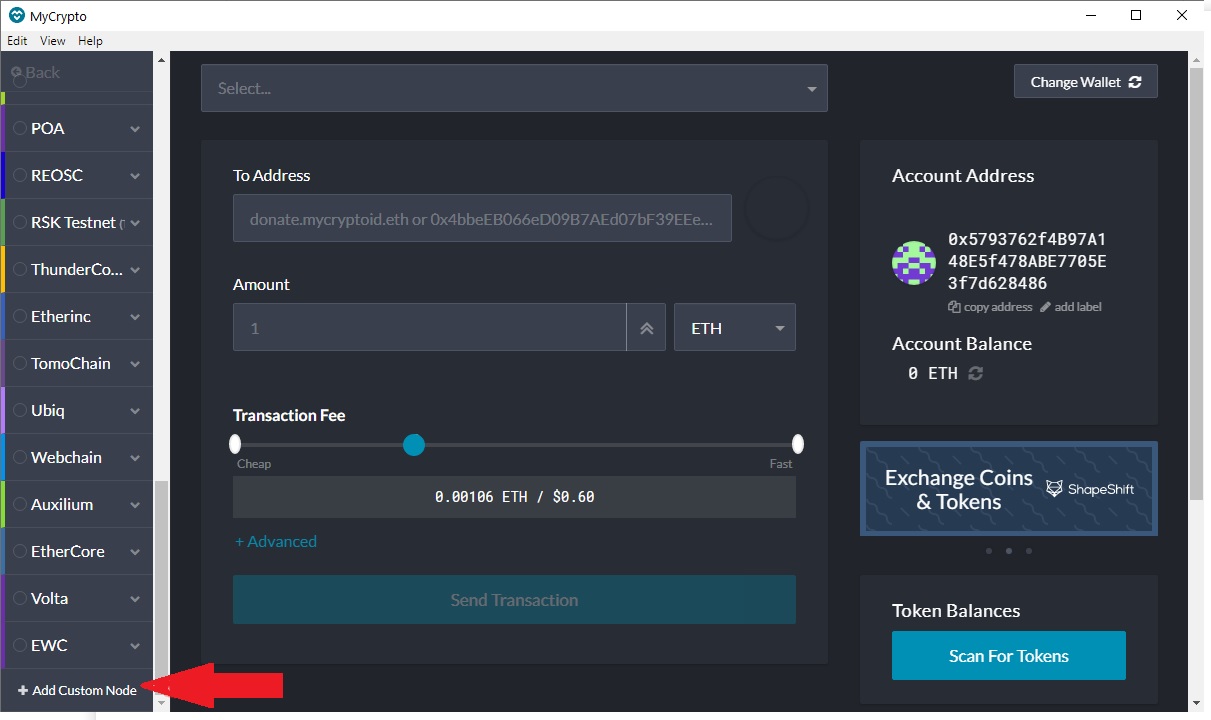 MyCrypto
Edit View Help
Back
POA
REOSC
RSK Testnet (
ThunderCo...
Etherinc
TomoChain
Ubiq
Webchain
Auxilium
EtherCore
Volta
EWC
+ Add Custom Node
Select...
To Address
donate.mycryptoid.eth or 0x4bbeEB066eD09B7AEd07bF39EEe...
Amount
1
ETH
Transaction Fee
Cheap
Fast
0.00106 ETH / $0.60
+ Advanced
Send Transaction
Change Wallet
Account Address
0x5793762f4B97A1
48E5f478ABE7705E
3f7d628486
copy address add label
Account Balance
0 ETH
Exchange Coins
& Tokens
ShapeShift
Token Balances
Scan For Tokens